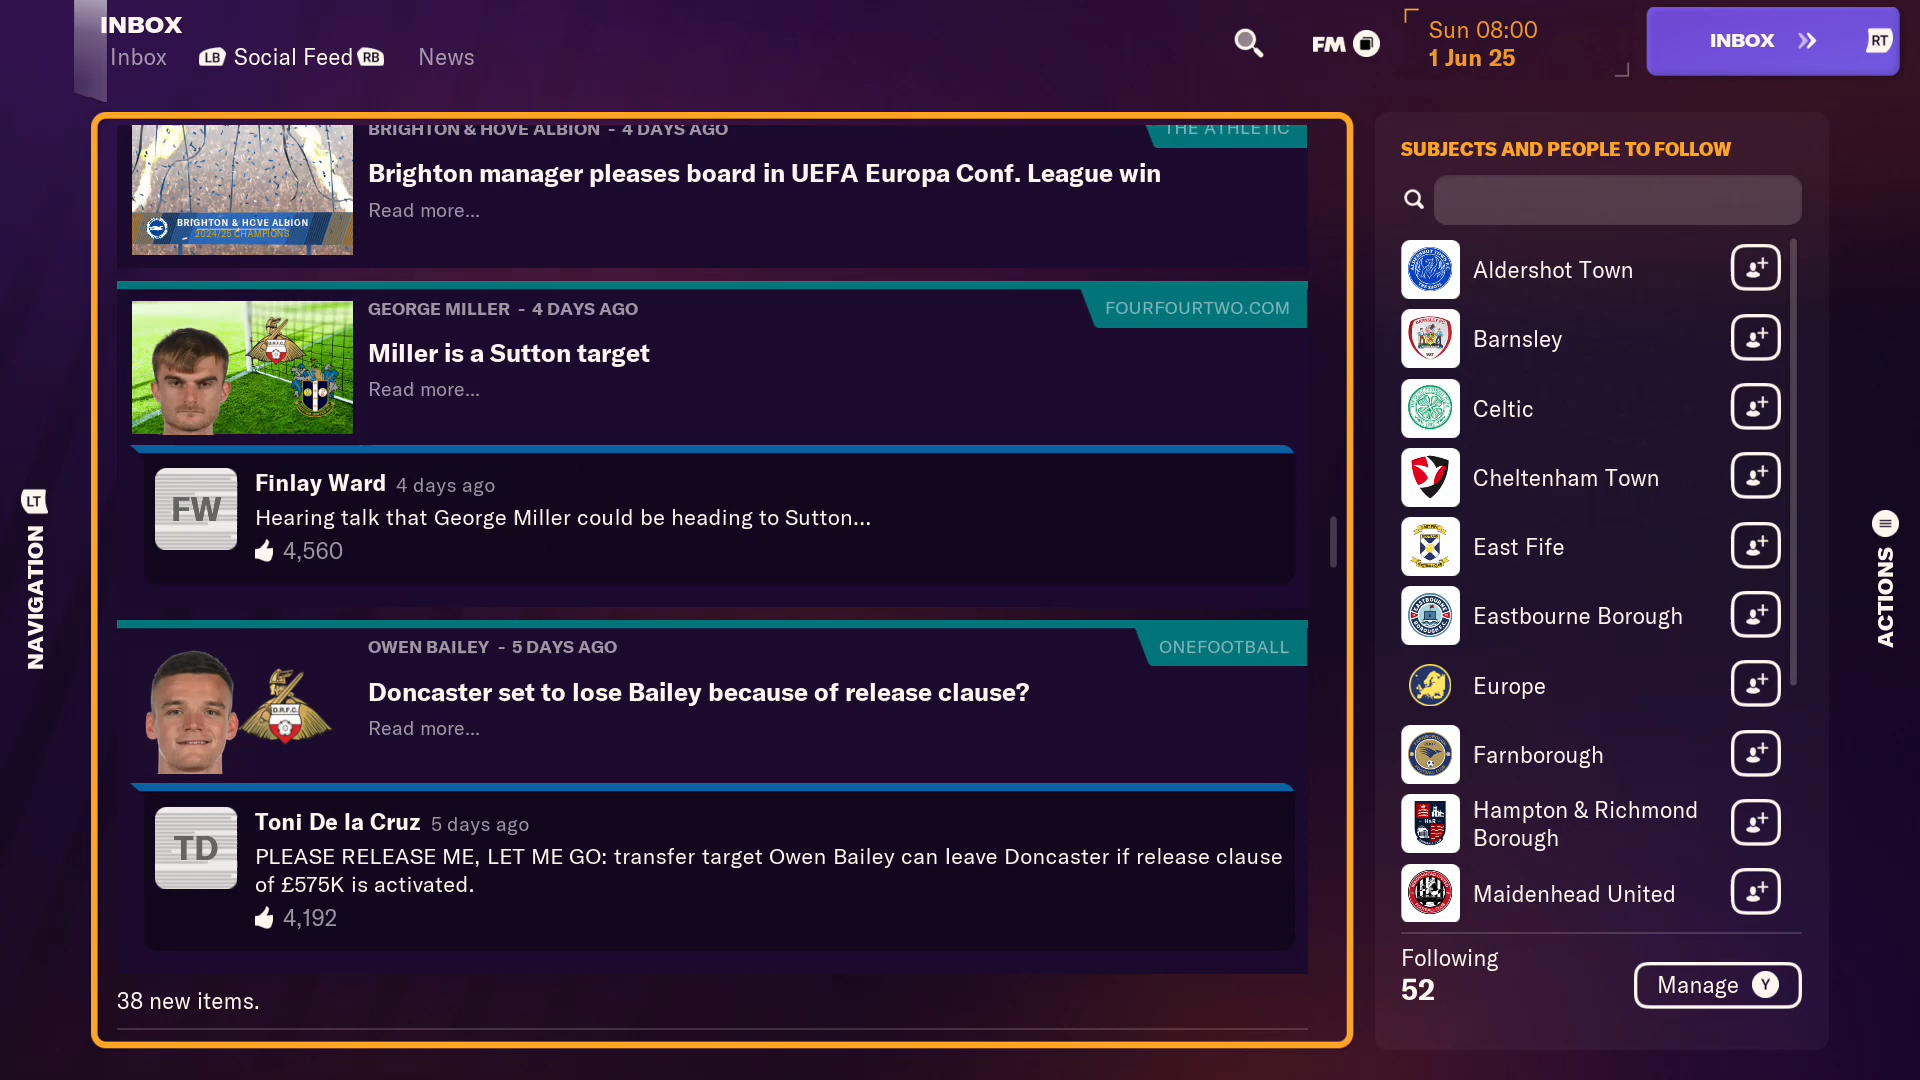 INBOX
Inbox
LB
Social Feed
RB
News
FM
Sun 08:00
1 Jun 25
INBOX
RT
BRIGHTON & HOVE ALBION - 4 DAYS AGO
THE ATHLETIC
Brighton manager pleases board in UEFA Europa Conf. League win
Read more...
BRIGHTON & HOVE ALBION
2024/25 CHAMPIONS
GEORGE MILLER - 4 DAYS AGO
FOURFOURTWO.COM
Miller is a Sutton target
Read more...
FW
Finlay Ward 4 days ago
Hearing talk that George Miller could be heading to Sutton...
4,560
OWEN BAILEY - 5 DAYS AGO
ONEFOOTBALL
Doncaster set to lose Bailey because of release clause?
Read more...
TD
Toni De la Cruz 5 days ago
PLEASE RELEASE ME, LET ME GO: transfer target Owen Bailey can leave Doncaster if release clause
of £575K is activated.
4,192
38 new items.
SUBJECTS AND PEOPLE TO FOLLOW
Aldershot Town
Barnsley
Celtic
Cheltenham Town
East Fife
Eastbourne Borough
Europe
Farnborough
Hampton & Richmond
Borough
Maidenhead United
Following
52
Manage
Y
LT
NAVIGATION
ACTIONS